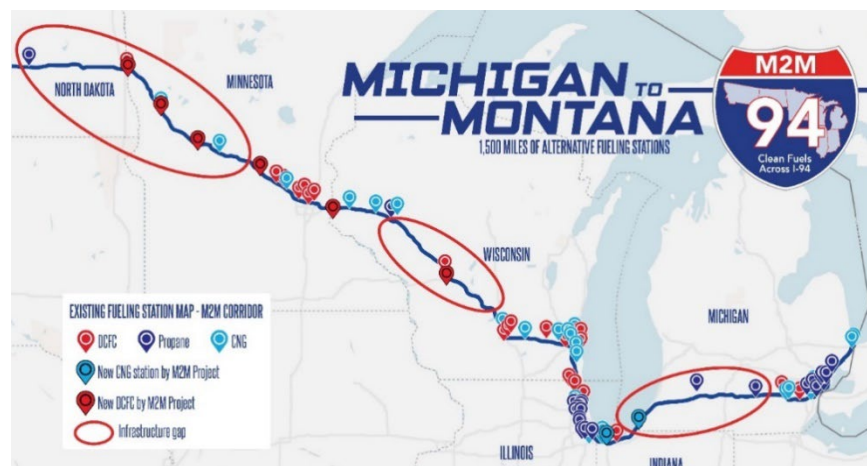 MICHIGAN TO
MONTANA
1,500 MILES OF ALTERNATIVE FUELING STATIONS
M2M
94
Clean Fuels
Across I-94
NORTH DAKOTA
MINNESOTA
WISCONSIN
MICHIGAN
ILLINOIS
INDIANA
EXISTING FUELING STATION MAP - M2M CORRIDOR
DCFC Propane CNG
New CNG station by M2M Project
New DCFC by M2M Project
Infrastructure gap